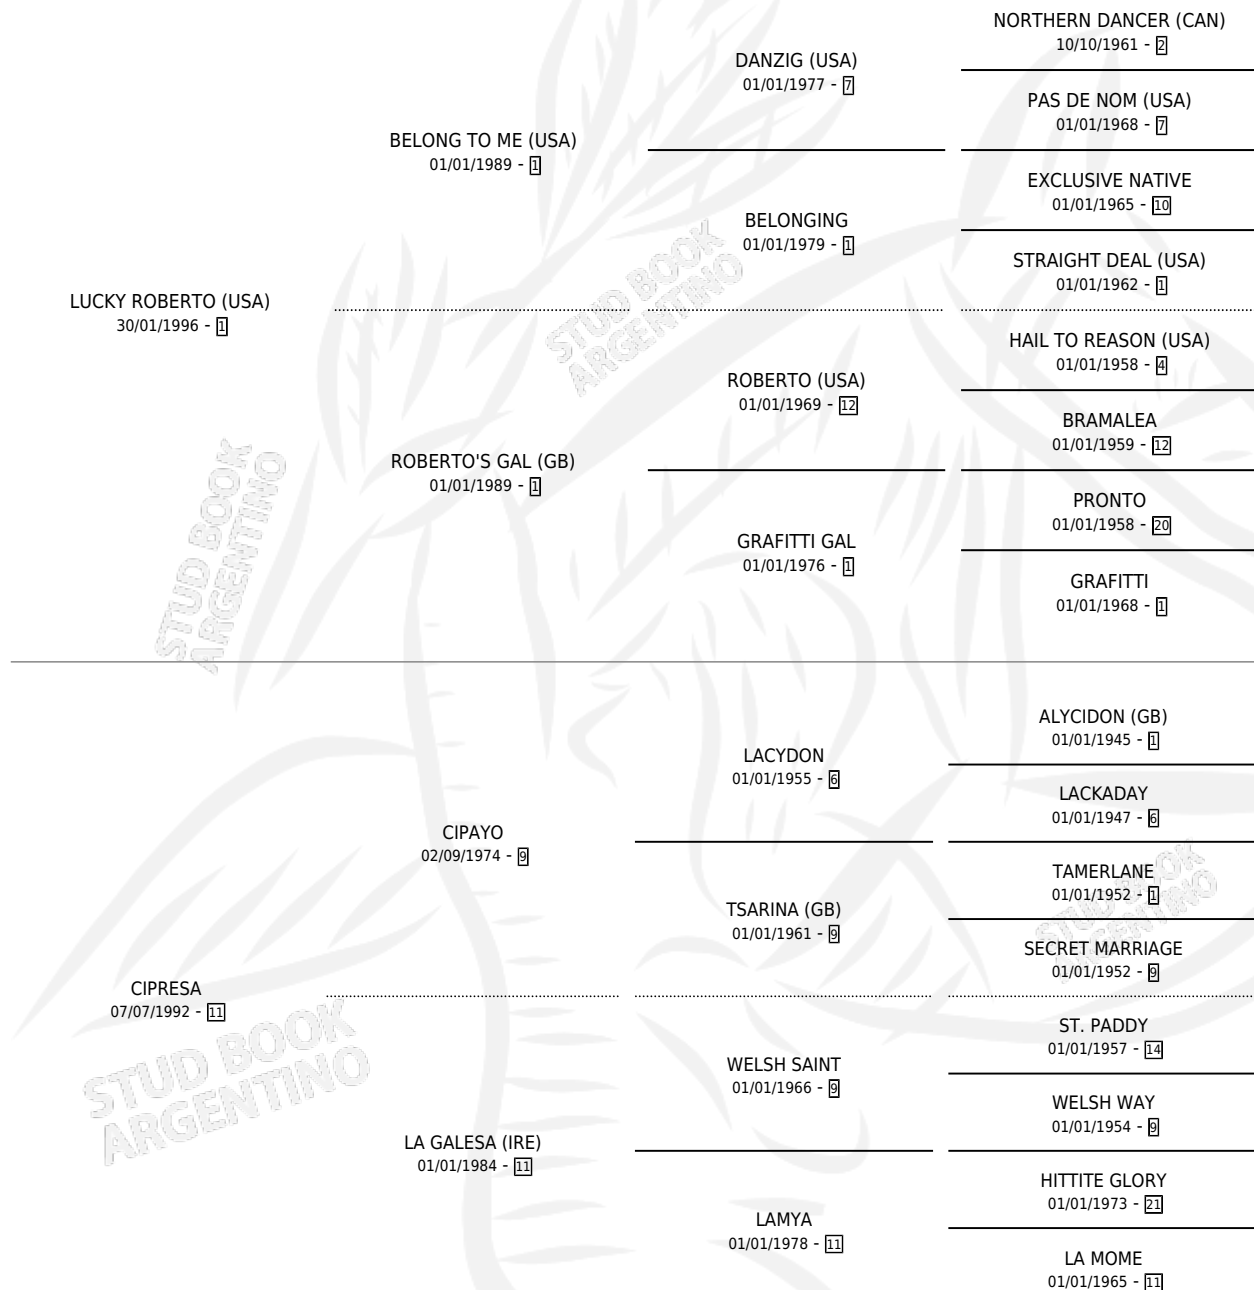 NORTHERN DANCER (CAN)
10/10/1961 - 2
DANZIG (USA)
01/01/1977 - 7
PAS DE NOM (USA)
01/01/1968 - 7
BELONG TO ME (USA)
01/01/1989 - 1
EXCLUSIVE NATIVE
01/01/1965 - 10
BELONGING
01/01/1979 - 1
STRAIGHT DEAL (USA)
01/01/1962 - 1
LUCKY ROBERTO (USA)
30/01/1996 - 1
STUD BOOK
ARGENTINO
HAIL TO REASON (USA)
01/01/1958 - 4
ROBERTO (USA)
01/01/1969 - 12
BRAMALEA
01/01/1959 - 12
ROBERTO'S GAL (GB)
01/01/1989 - 1
PRONTO
01/01/1958 - 20
GRAFITTI GAL
01/01/1976 - 1
GRAFITTI
01/01/1968 - 1
STUD BOOK
ARGENTINO
ALYCIDON (GB)
01/01/1945 - 1
LACYDON
01/01/1955 - 6
LACKADAY
01/01/1947 - 6
CIPAYO
02/09/1974 - 9
TAMERLANE
01/01/1952 - 1
TSARINA (GB)
01/01/1961 - 9
SECRET MARRIAGE
01/01/1952 - 9
STUD BOOK
ARGENTINO
CIPRESA
07/07/1992 - 11
ST. PADDY
01/01/1957 - 14
WELSH SAINT
01/01/1966 - 9
WELSH WAY
01/01/1954 - 9
STUD BOOK
ARGENTINO
LA GALESA (IRE)
01/01/1984 - 11
HITTITE GLORY
01/01/1973 - 21
LAMYA
01/01/1978 - 11
LA MOME
01/01/1965 - 11